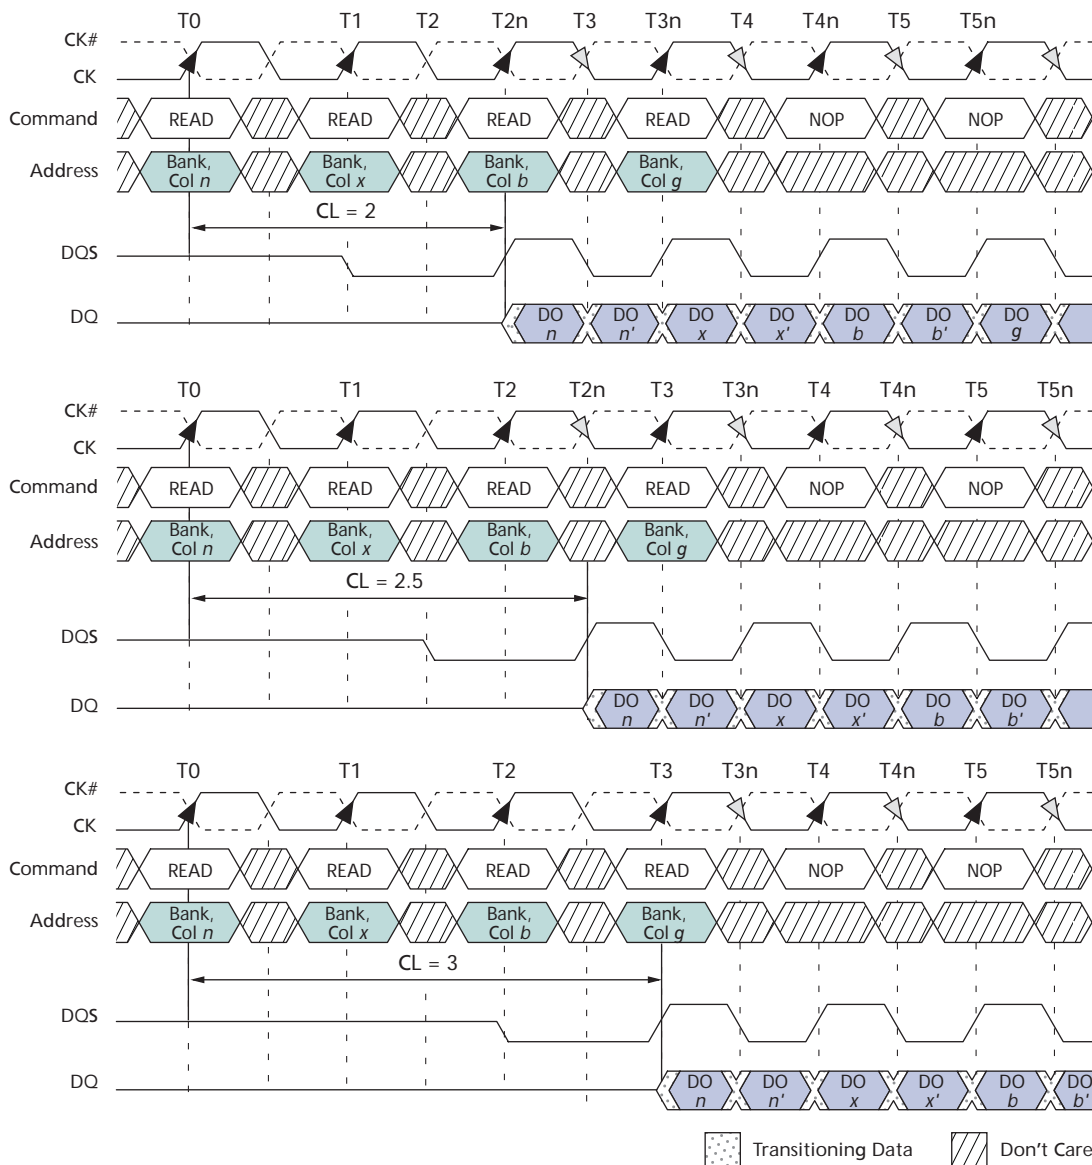 T0 T1 T2 T2n T3 T3n T4 T4n T5 T5n
CK#
CK
Command READ READ READ READ NOP NOP
Address Bank, Col n Bank, Col x Bank, Col b Bank, Col g
CL = 2
DQS
DQ DO n DO n' DO x DO x' DO b DO b' DO g
T0 T1 T2 T2n T3 T3n T4 T4n T5 T5n
CK#
CK
Command READ READ READ READ NOP NOP
Address Bank, Col n Bank, Col x Bank, Col b Bank, Col g
CL = 2.5
DQS
DQ DO n DO n' DO x DO x' DO b DO b'
T0 T1 T2 T3 T3n T4 T4n T5 T5n
CK#
CK
Command READ READ READ READ NOP NOP
Address Bank, Col n Bank, Col x Bank, Col b Bank, Col g
CL = 3
DQS
DQ DO n DO n' DO x DO x' DO b DO b'
Transitioning Data Don't Care